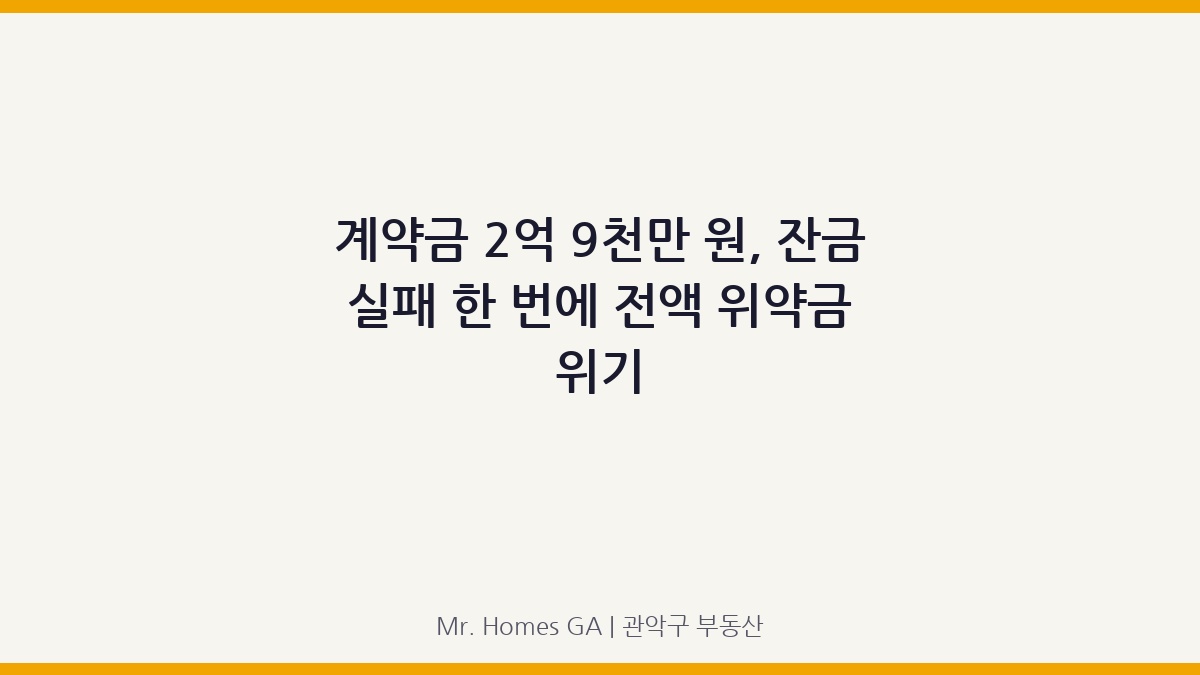 계약금 2억 9천만 원, 잔금
실패 한 번에 전액 위약금
위기
Mr. Homes GA | 관악구 부동산